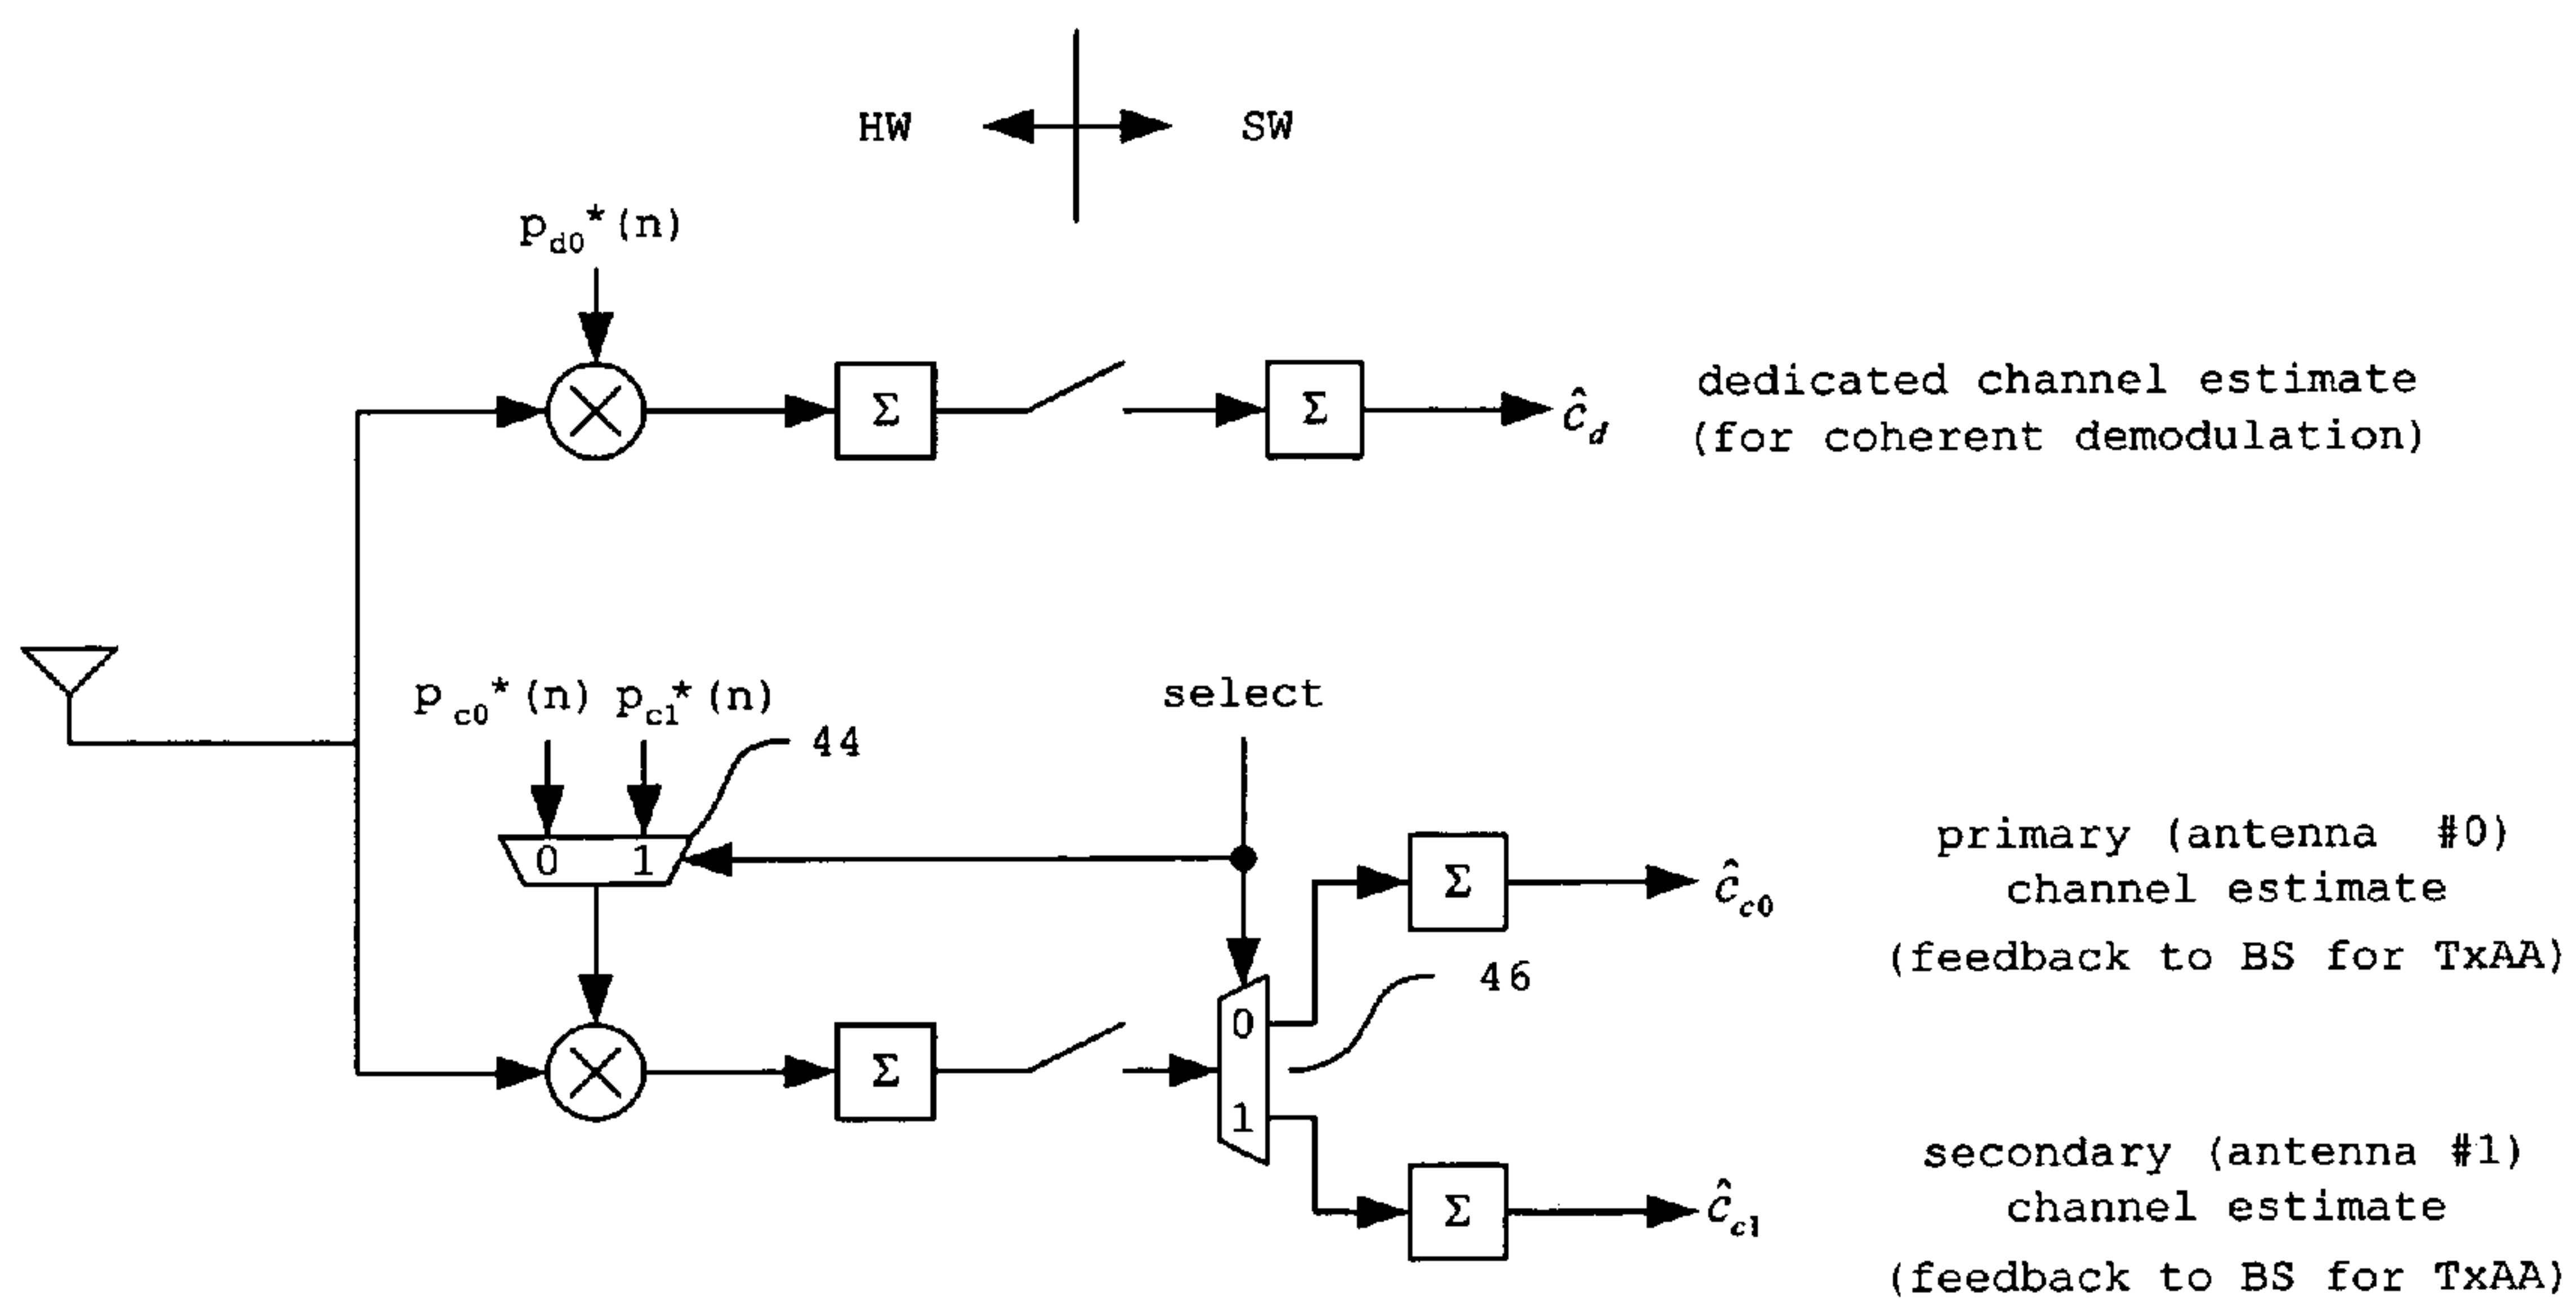 HW SW
p_d0*(n)
Σ Σ ĉ_d
dedicated channel estimate
(for coherent demodulation)
p_c0*(n) p_c1*(n)
select
44
0 1
Σ ĉ_c0
primary (antenna #0)
channel estimate
(feedback to BS for TxAA)
46
0
Σ
1
Σ ĉ_c1
secondary (antenna #1)
channel estimate
(feedback to BS for TxAA)